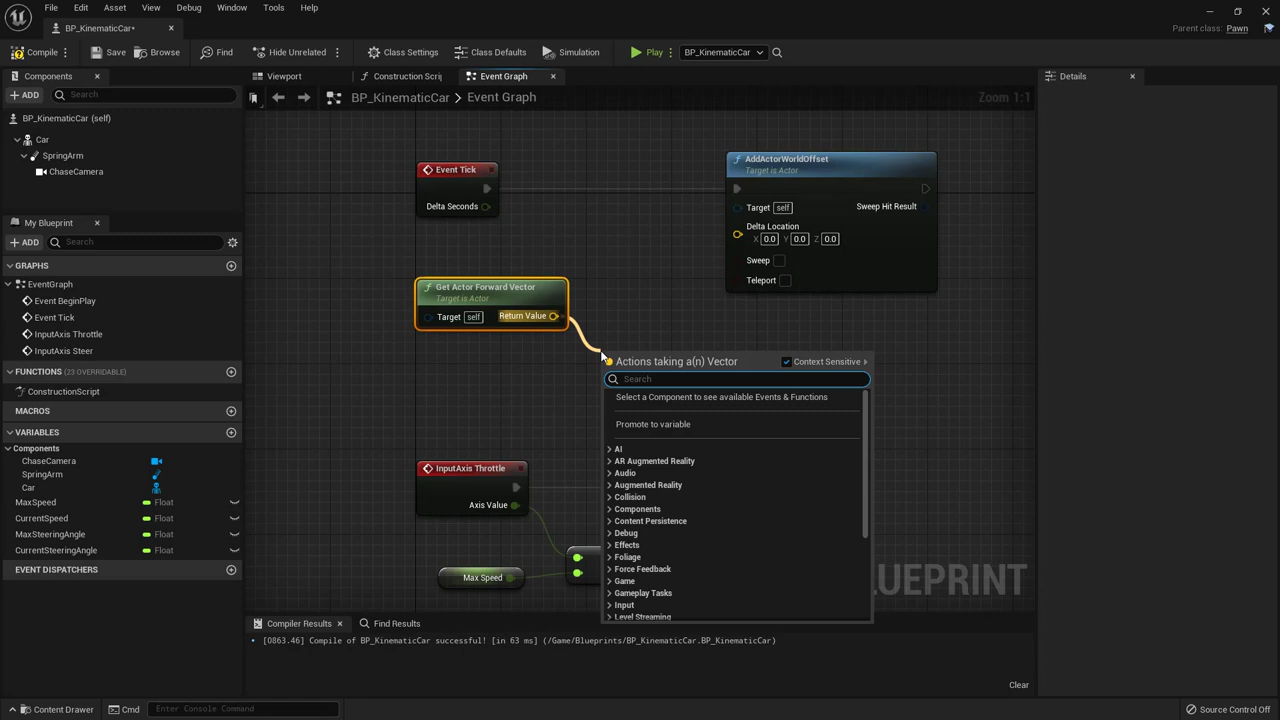 File Edit Asset View Debug Window Tools Help
BP_KinematicCar•
Parent class: Pawn
Compile Save Browse Find Hide Unrelated Class Settings Class Defaults Simulation Play BP_KinematicCar
Components
Viewport Construction Scrip Event Graph
Details
ADD Search
BP_KinematicCar > Event Graph
Zoom 1:1
BP_KinematicCar (self)
Car
SpringArm
ChaseCamera
My Blueprint
ADD Search
GRAPHS
EventGraph
Event BeginPlay
Event Tick
InputAxis Throttle
InputAxis Steer
FUNCTIONS (23 OVERRIDABLE)
ConstructionScript
MACROS
VARIABLES
Components
ChaseCamera
SpringArm
Car
MaxSpeed Float
CurrentSpeed Float
MaxSteeringAngle Float
CurrentSteeringAngle Float
EVENT DISPATCHERS
Event Tick
Delta Seconds
AddActorWorldOffset
Target is Actor
Target self
Sweep Hit Result
Delta Location
X 0.0 Y 0.0 Z 0.0
Sweep
Teleport
Get Actor Forward Vector
Target is Actor
Target self
Return Value
InputAxis Throttle
Axis Value
Max Speed
Actions taking a(n) Vector
Context Sensitive
Search
Select a Component to see available Events & Functions
Promote to variable
AI
AR Augmented Reality
Audio
Augmented Reality
Collision
Components
Content Persistence
Debug
Effects
Foliage
Force Feedback
Game
Gameplay Tasks
Input
Level Streaming
LUEPRINT
Compiler Results Find Results
[0863.46] Compile of BP_KinematicCar successful! [in 63 ms] (/Game/Blueprints/BP_KinematicCar.BP_KinematicCar)
Clear
Content Drawer Cmd Enter Console Command
Source Control Off